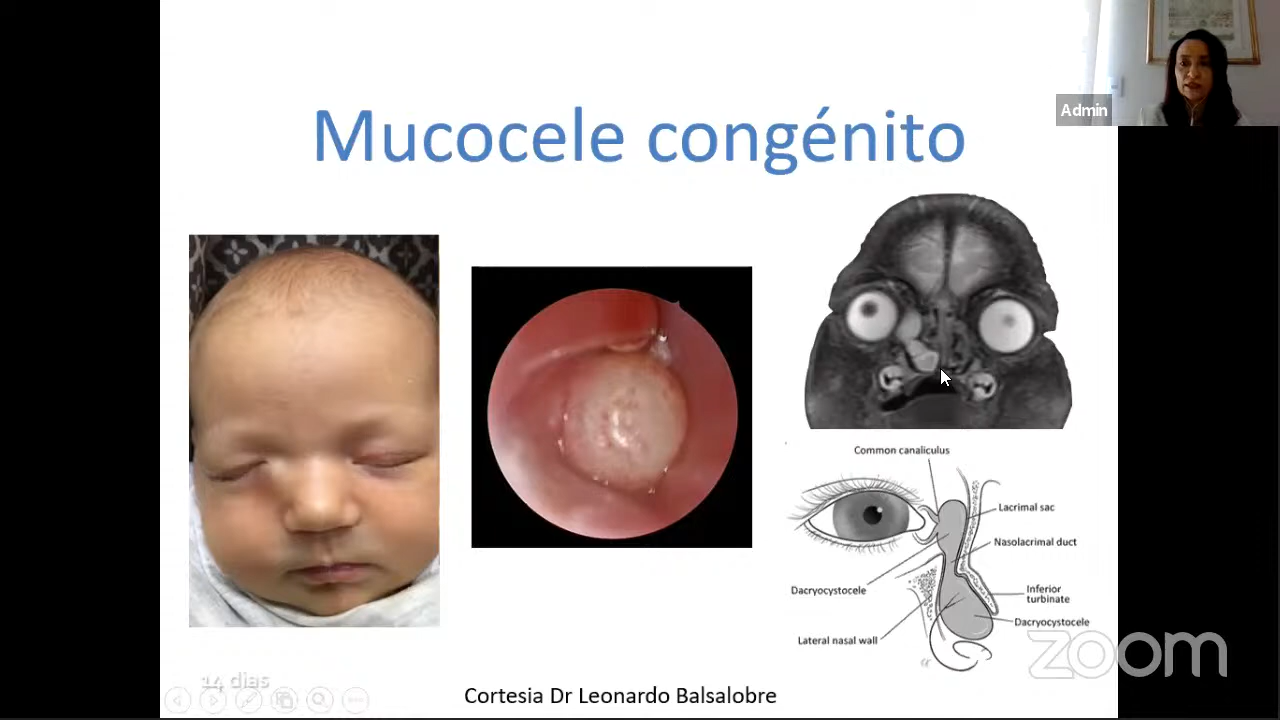 Admin
Mucocele congénito
Common canaliculus
Lacrimal sac
Nasolacrimal duct
Dacryocystocele
Inferior
turbinate
Dacryocystocele
Lateral nasal wall
zoom
14 dias
Cortesia Dr Leonardo Balsalobre